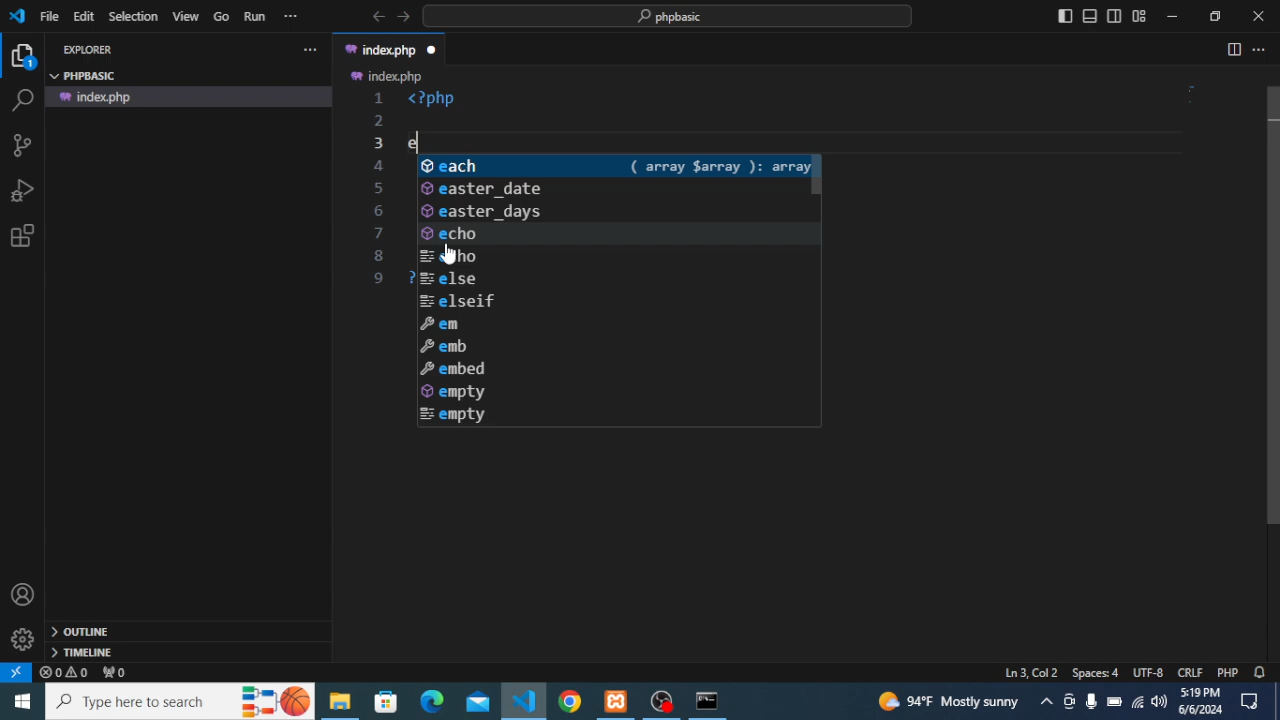 File Edit Selection View Go Run ···
phpbasic
EXPLORER
index.php
1
PHPBASIC
index.php
index.php
1 <?php
2
3 e
4
5
6
7
8
9 ?
each ( array $array ): array
easter_date
easter_days
echo
echo
else
elseif
em
emb
embed
empty
empty
OUTLINE
TIMELINE
0 0 0
Ln 3, Col 2 Spaces: 4 UTF-8 CRLF PHP
Type here to search
94°F Mostly sunny
5:19 PM
6/6/2024